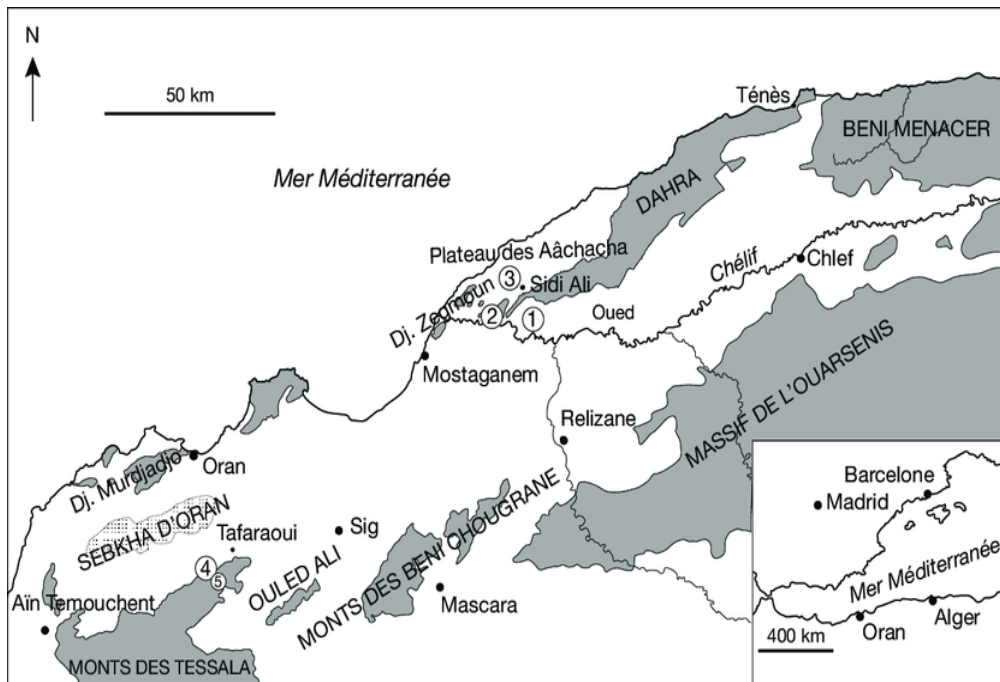 N
50 km
Mer Méditerranée
Ténès
BENI MENACER
DAHRA
Plateau des Aâchacha
3
Sidi Ali
Chélif
Chlef
Dj. Zegmoun
2
1
Oued
Mostaganem
Relizane
MASSIF DE L'OUARSENIS
Dj. Murdjadjo
Oran
SEBKHA D'ORAN
Tafaraoui
Sig
4
5
OULED ALI
MONTS DES BENI CHOUGRANE
Aïn Temouchent
Mascara
MONTS DES TESSALA
Barcelone
Madrid
Mer Méditerranée
400 km
Oran
Alger